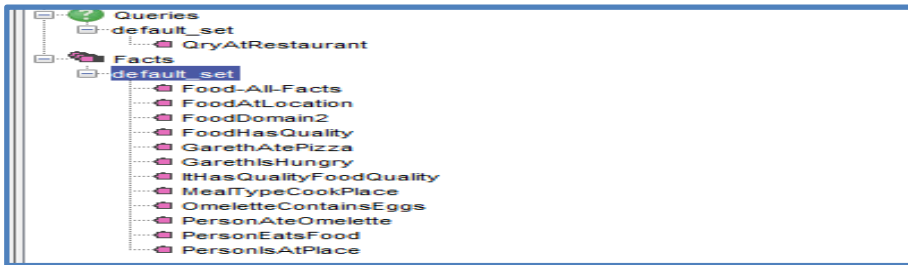 Queries
default_set
QryAtRestaurant
Facts
default_set
Food-All-Facts
FoodAtLocation
FoodDomain2
FoodHasQuality
GarethAtePizza
GarethIsHungry
ItHasQualityFoodQuality
MealTypeCookPlace
OmeletteContainsEggs
PersonAteOmelette
PersonEatsFood
PersonIsAtPlace